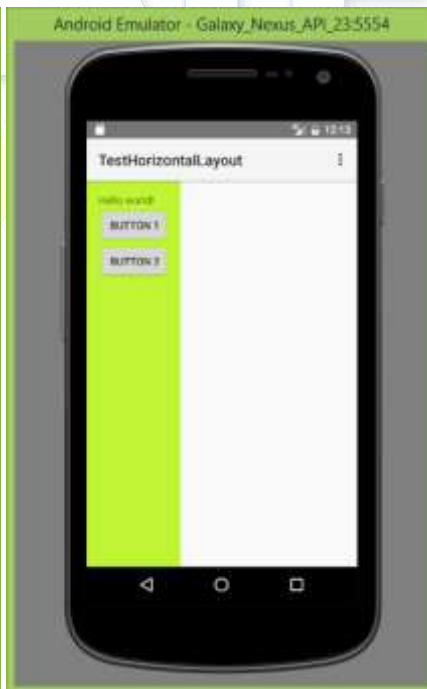 Android Emulator - Galaxy_Nexus_API_23:5554
12:13
TestHorizontalLayout
Hello world!
BUTTON 1
BUTTON 2